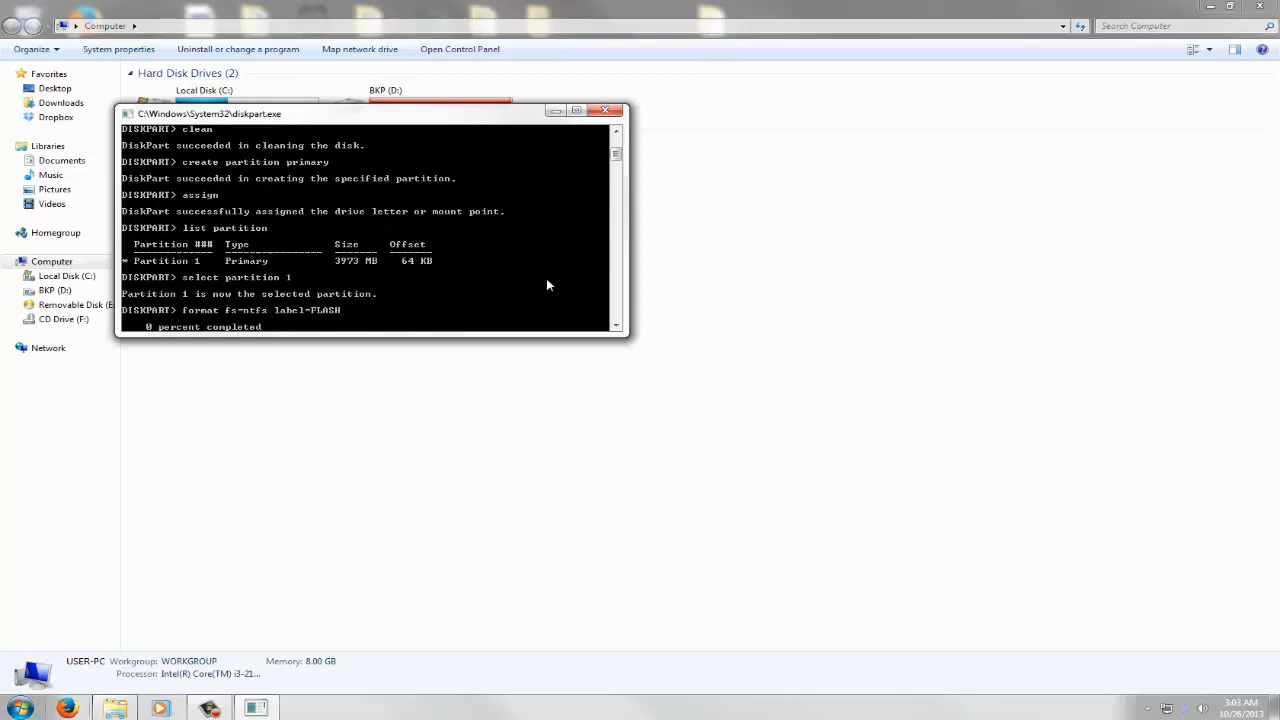 Computer
Search Computer
Organize
System properties
Uninstall or change a program
Map network drive
Open Control Panel
Favorites
Desktop
Downloads
Dropbox
Libraries
Documents
Music
Pictures
Videos
Homegroup
Computer
Local Disk (C:)
BKP (D:)
Removable Disk (E
CD Drive (F:)
Network
Hard Disk Drives (2)
Local Disk (C:)
BKP (D:)
C:\Windows\System32\diskpart.exe
DISKPART> clean
DiskPart succeeded in cleaning the disk.
DISKPART> create partition primary
DiskPart succeeded in creating the specified partition.
DISKPART> assign
DiskPart successfully assigned the drive letter or mount point.
DISKPART> list partition
Partition ### Type Size Offset
* Partition 1 Primary 3973 MB 64 KB
DISKPART> select partition 1
Partition 1 is now the selected partition.
DISKPART> format fs=ntfs label=FLASH
0 percent completed
USER-PC Workgroup: WORKGROUP Memory: 8.00 GB
Processor: Intel(R) Core(TM) i3-21...
3:03 AM
10/26/2013